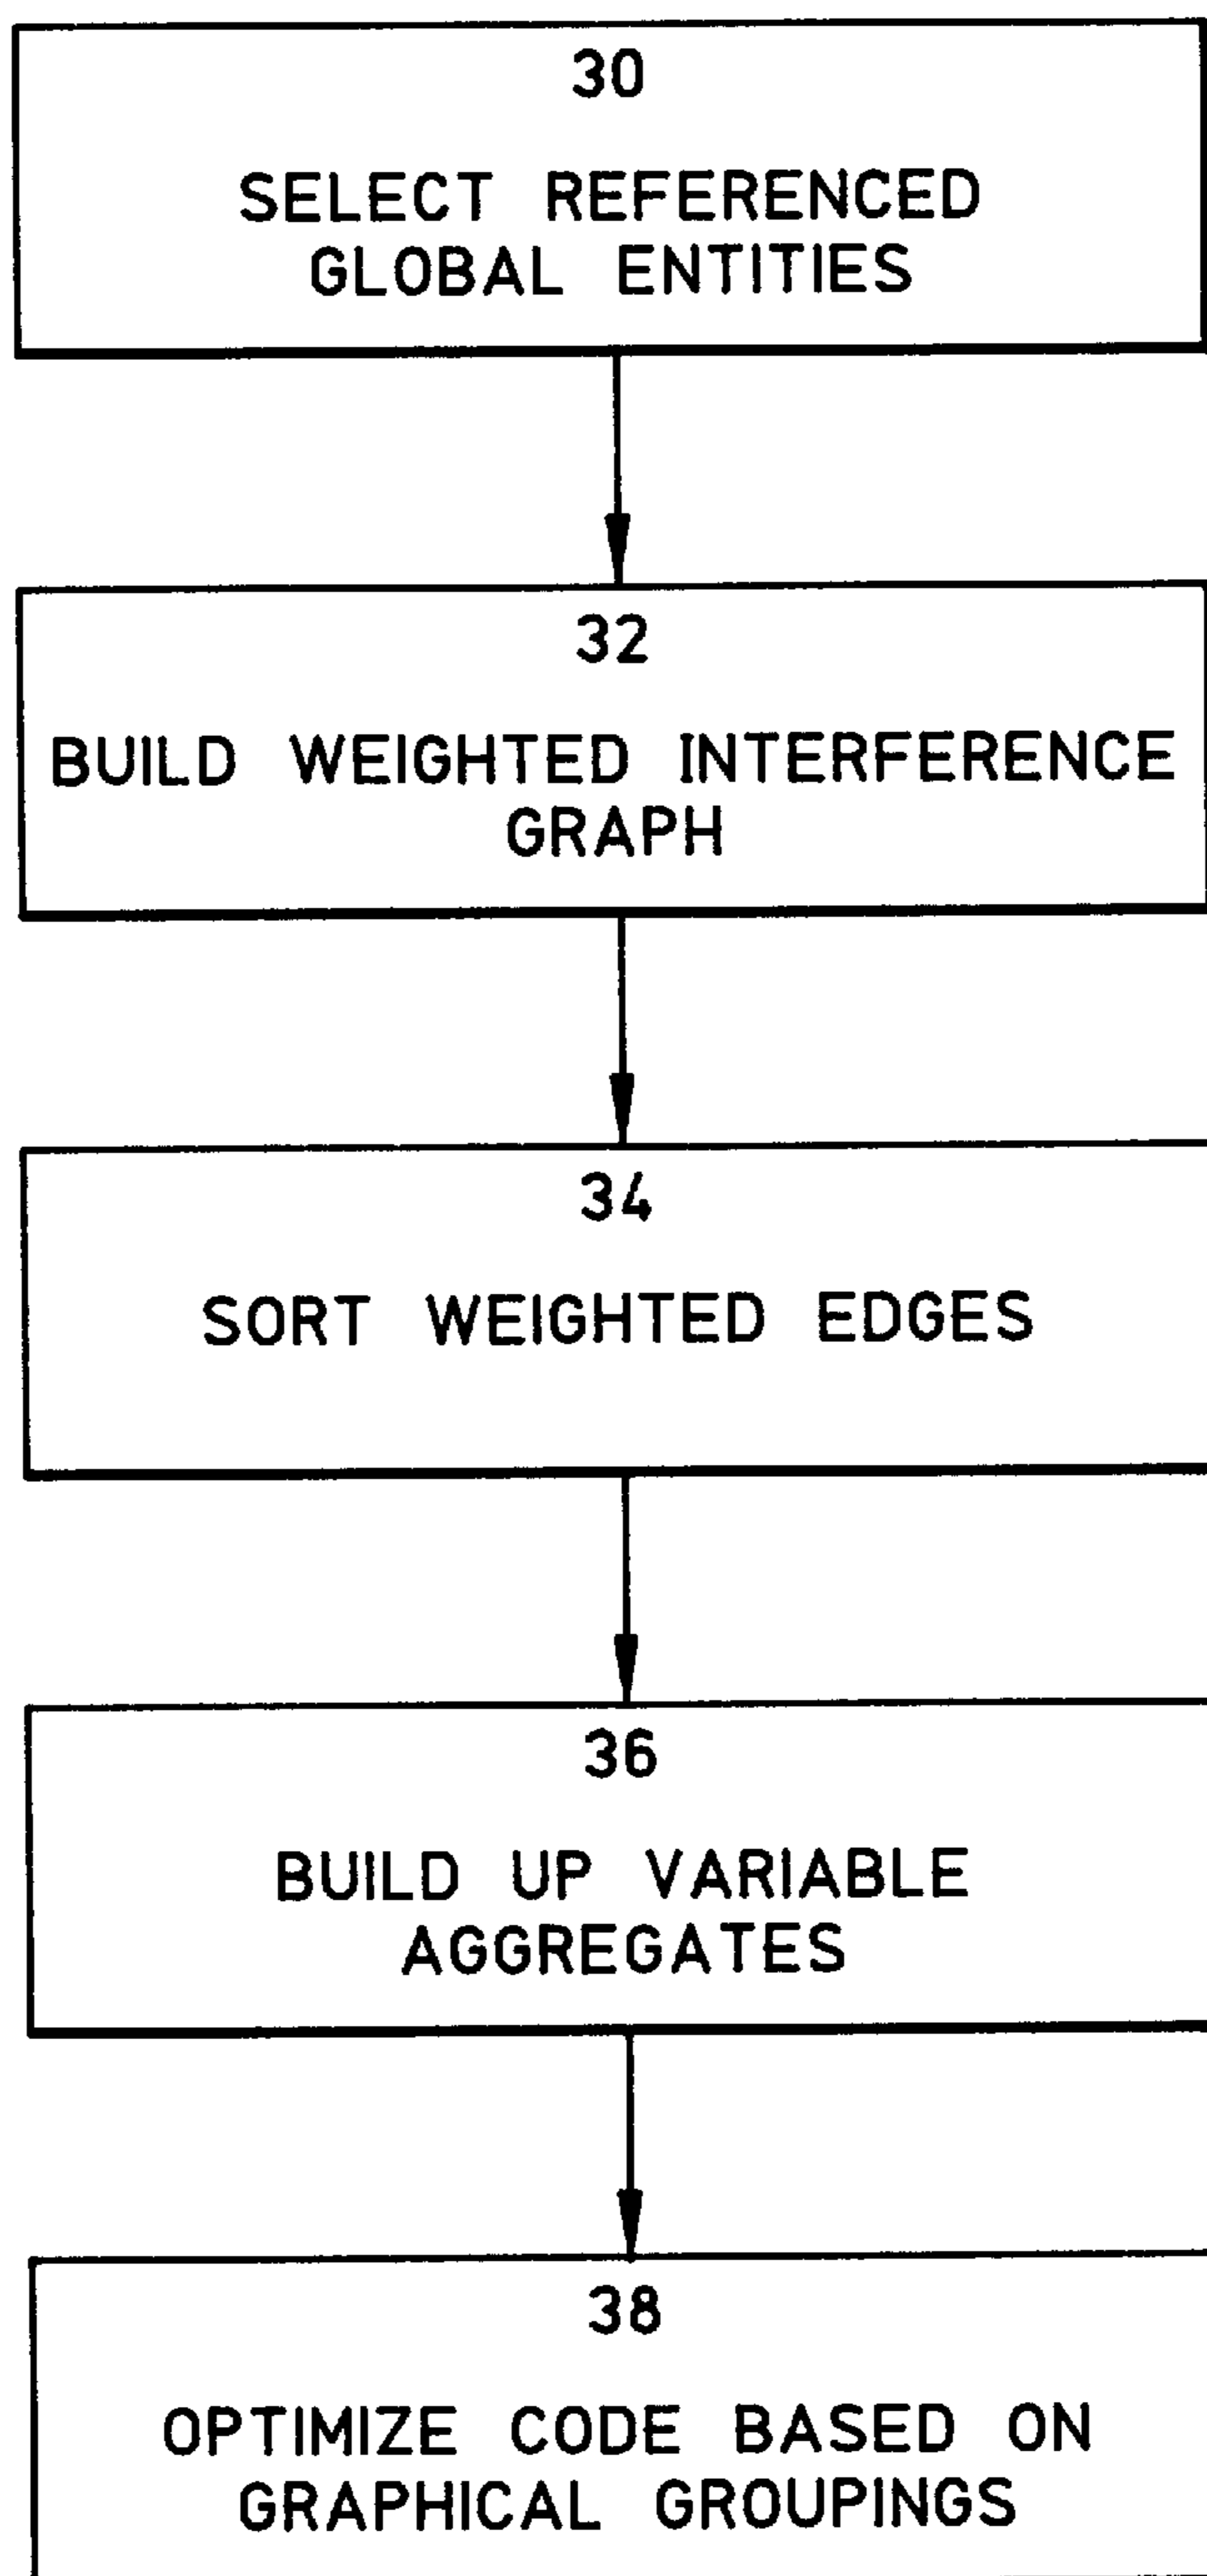 30
SELECT REFERENCED
GLOBAL ENTITIES
32
BUILD WEIGHTED INTERFERENCE
GRAPH
34
SORT WEIGHTED EDGES
36
BUILD UP VARIABLE
AGGREGATES
38
OPTIMIZE CODE BASED ON
GRAPHICAL GROUPINGS